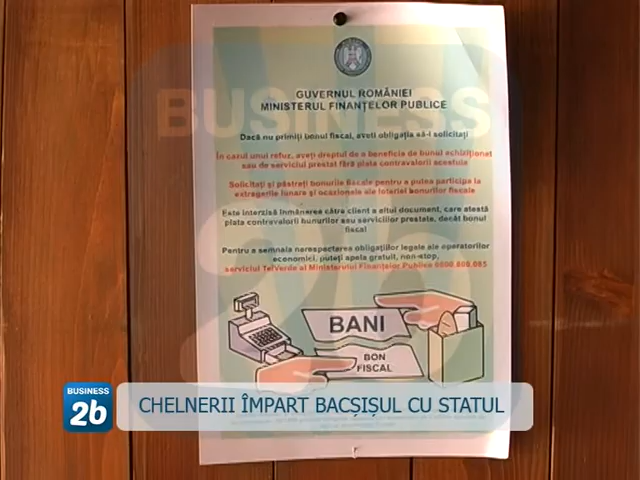 GUVERNUL ROMÂNIEI
MINISTERUL FINANȚELOR PUBLICE
BUSINESS
Dacă nu primiți bonul fiscal, aveți obligația să-l solicitați
În cazul unui refuz, aveți dreptul de a beneficia de bunul achiziționat
sau de serviciul prestat fără plata contravalorii acestuia
Solicitați și păstrați bonurile fiscale pentru a putea participa la
extragerile lunare și ocazionale ale loteriei bonurilor fiscale
Este interzisă înmânarea către client a altui document, care atestă
plata contravalorii bunurilor sau serviciilor prestate, decât bonul
fiscal
Pentru a semnala nerespectarea obligațiilor legale ale operatorilor
economici, puteți apela gratuit, non-stop,
serviciul TelVerde al Ministerului Finanțelor Publice 0800.800.085
2b
BANI
BON
FISCAL
BUSINESS
2b
CHELNERII ÎMPART BACȘIȘUL CU STATUL